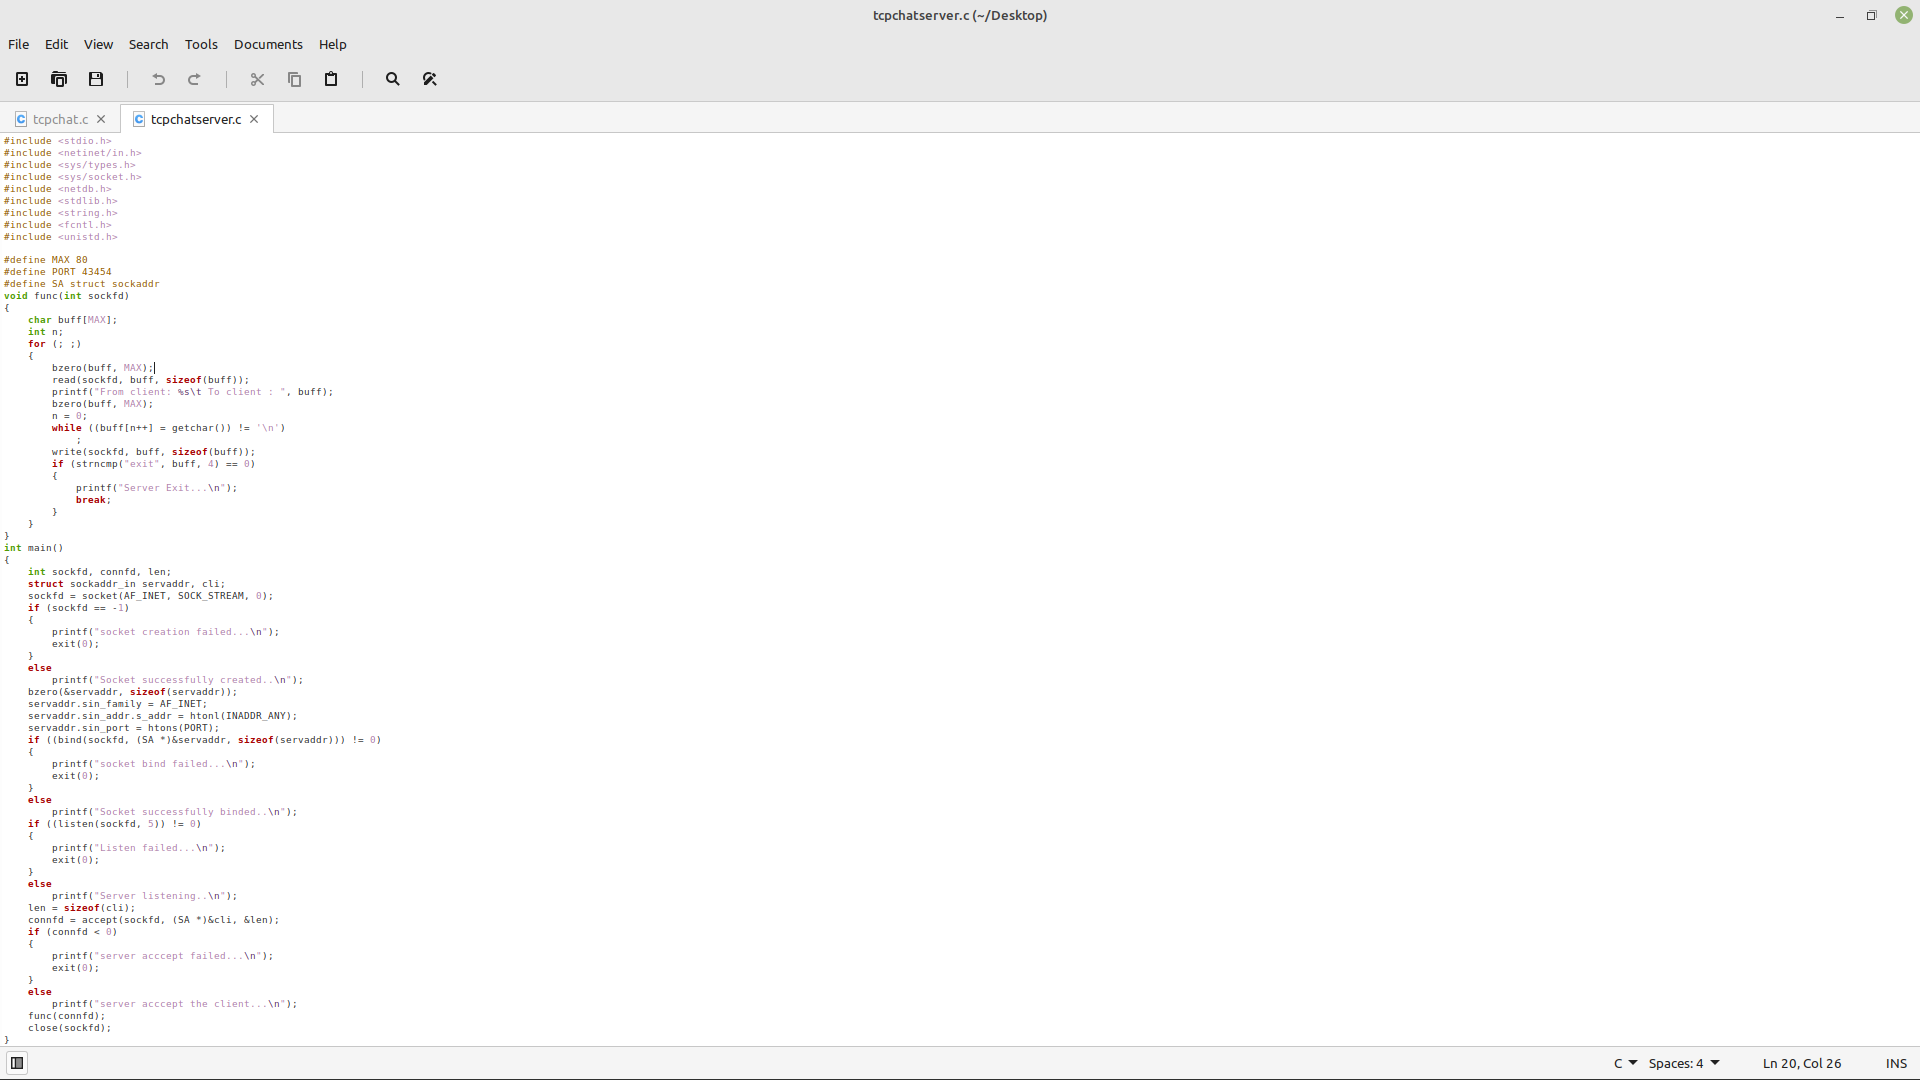 tcpchatserver.c (~/Desktop)
File Edit View Search Tools Documents Help
tcpchat.c tcpchatserver.c
#include <stdio.h>
#include <netinet/in.h>
#include <sys/types.h>
#include <sys/socket.h>
#include <netdb.h>
#include <stdlib.h>
#include <string.h>
#include <fcntl.h>
#include <unistd.h>

#define MAX 80
#define PORT 43454
#define SA struct sockaddr
void func(int sockfd)
{
    char buff[MAX];
    int n;
    for (; ;)
    {
        bzero(buff, MAX);
        read(sockfd, buff, sizeof(buff));
        printf("From client: %s\t To client : ", buff);
        bzero(buff, MAX);
        n = 0;
        while ((buff[n++] = getchar()) != '\n')
            ;
        write(sockfd, buff, sizeof(buff));
        if (strncmp("exit", buff, 4) == 0)
        {
            printf("Server Exit...\n");
            break;
        }
    }
}
int main()
{
    int sockfd, connfd, len;
    struct sockaddr_in servaddr, cli;
    sockfd = socket(AF_INET, SOCK_STREAM, 0);
    if (sockfd == -1)
    {
        printf("socket creation failed...\n");
        exit(0);
    }
    else
        printf("Socket successfully created..\n");
    bzero(&servaddr, sizeof(servaddr));
    servaddr.sin_family = AF_INET;
    servaddr.sin_addr.s_addr = htonl(INADDR_ANY);
    servaddr.sin_port = htons(PORT);
    if ((bind(sockfd, (SA *)&servaddr, sizeof(servaddr))) != 0)
    {
        printf("socket bind failed...\n");
        exit(0);
    }
    else
        printf("Socket successfully binded..\n");
    if ((listen(sockfd, 5)) != 0)
    {
        printf("Listen failed...\n");
        exit(0);
    }
    else
        printf("Server listening..\n");
    len = sizeof(cli);
    connfd = accept(sockfd, (SA *)&cli, &len);
    if (connfd < 0)
    {
        printf("server acccept failed...\n");
        exit(0);
    }
    else
        printf("server acccept the client...\n");
    func(connfd);
    close(sockfd);
}
C Spaces: 4 Ln 20, Col 26 INS